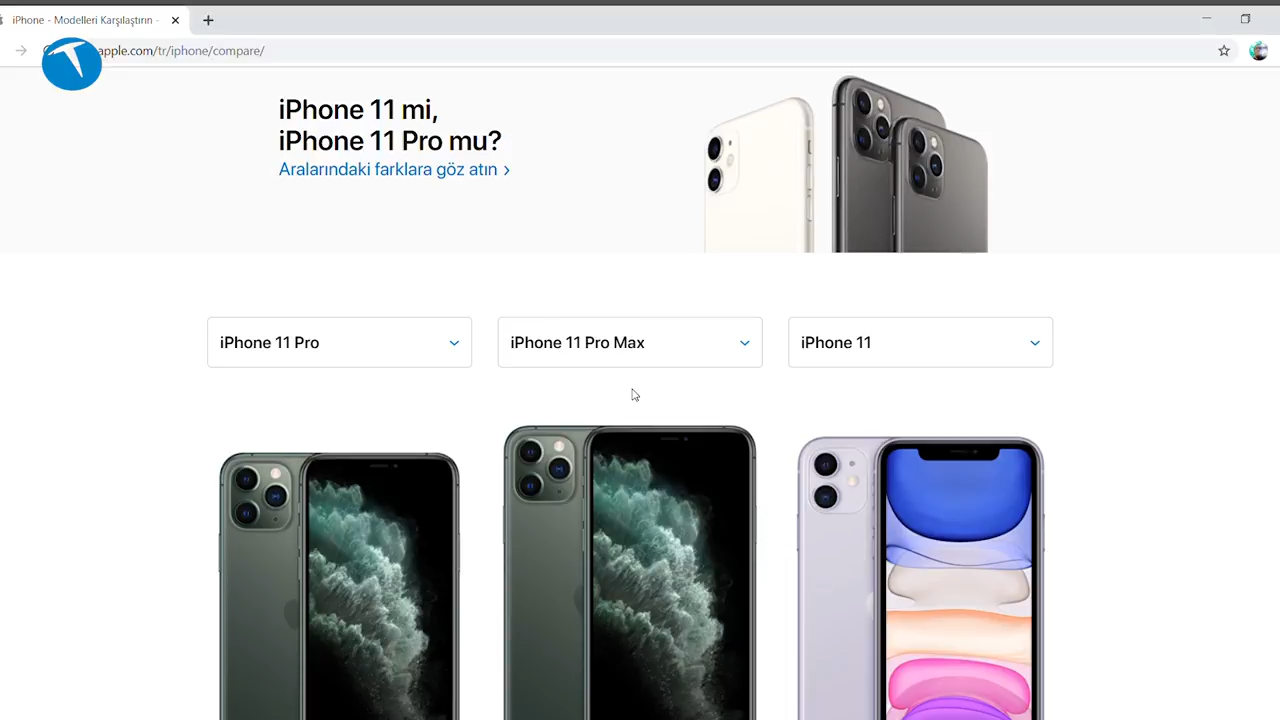 iPhone - Modelleri Karşılaştırın -
apple.com/tr/iphone/compare/
iPhone 11 mi,
iPhone 11 Pro mu?
Aralarındaki farklara göz atın
iPhone 11 Pro
iPhone 11 Pro Max
iPhone 11